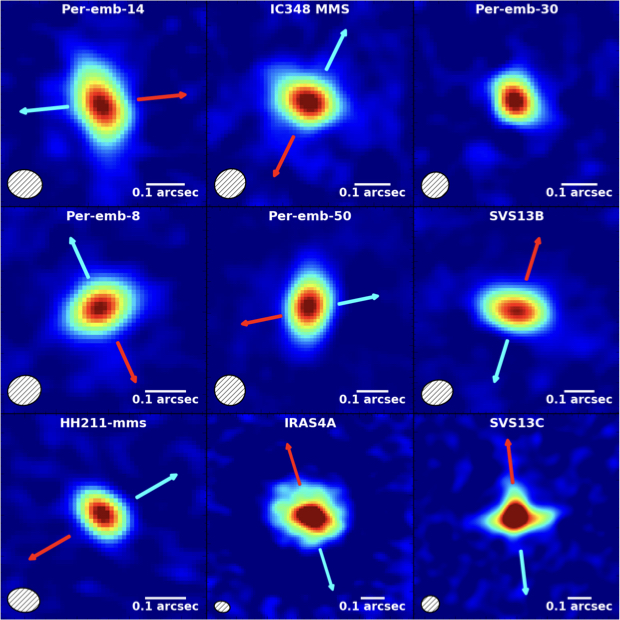 Per-emb-14
IC348 MMS
Per-emb-30
0.1 arcsec
0.1 arcsec
0.1 arcsec
Per-emb-8
Per-emb-50
SVS13B
0.1 arcsec
0.1 arcsec
0.1 arcsec
HH211-mms
IRAS4A
SVS13C
0.1 arcsec
0.1 arcsec
0.1 arcsec